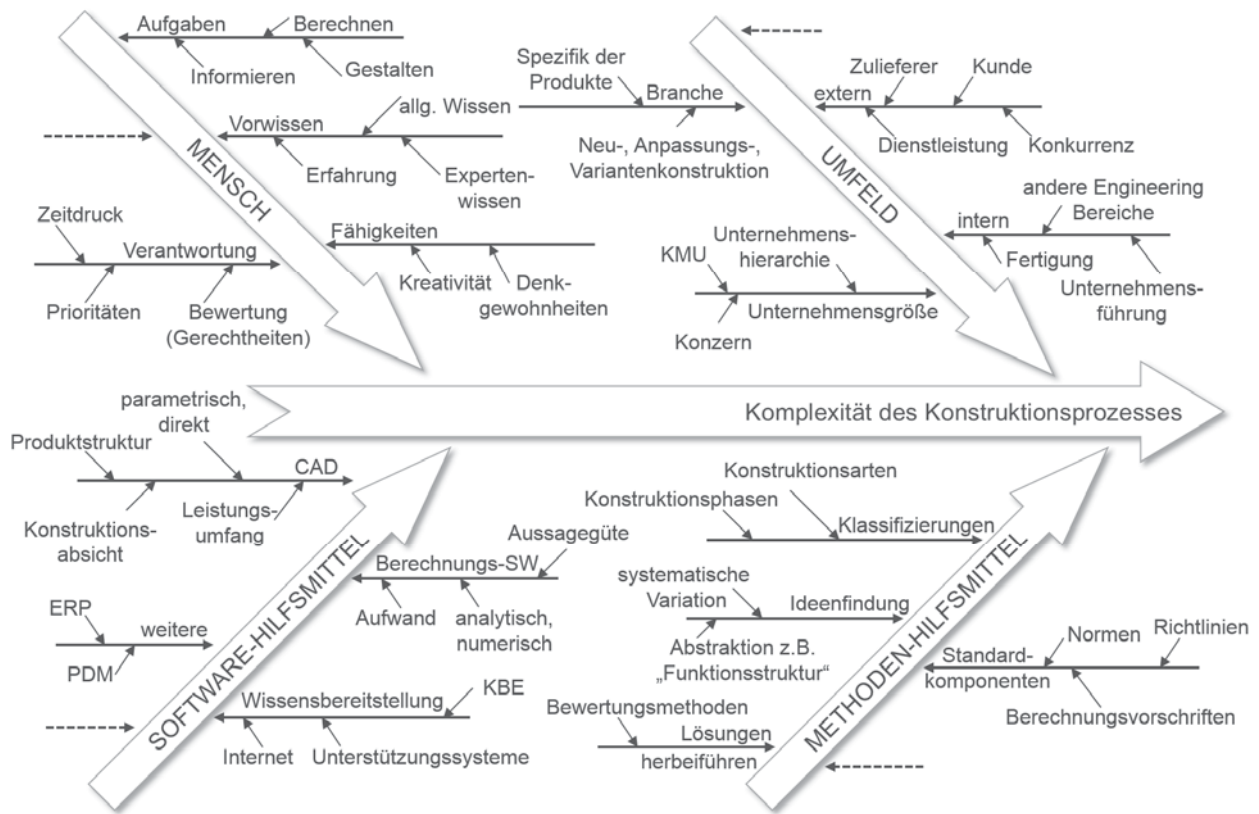 Aufgaben
Berechnen
Informieren
Gestalten
allg. Wissen
Vorwissen
Erfahrung
Experten-
wissen
MENSCH
Zeitdruck
Verantwortung
Prioritäten
Bewertung
(Gerechtheiten)
Fähigkeiten
Kreativität
Denk-
gewohnheiten
Spezifik der
Produkte
Branche
Neu-, Anpassungs-,
Variantenkonstruktion
UMFELD
Zulieferer
Kunde
extern
Dienstleistung
Konkurrenz
andere Engineering
Bereiche
intern
Fertigung
Unternehmens-
führung
KMU
Unternehmens-
hierarchie
Unternehmensgröße
Konzern
Komplexität des Konstruktionsprozesses
parametrisch,
direkt
Produktstruktur
CAD
Leistungs-
umfang
Konstruktions-
absicht
SOFTWARE-HILFSMITTEL
Aussagegüte
Berechnungs-SW
Aufwand
analytisch,
numerisch
ERP
weitere
PDM
KBE
Wissensbereitstellung
Internet
Unterstützungssysteme
Konstruktionsarten
Konstruktionsphasen
Klassifizierungen
systematische
Variation
Ideenfindung
Abstraktion z.B.
„Funktionsstruktur“
METHODEN-HILFSMITTEL
Richtlinien
Normen
Standard-
komponenten
Berechnungsvorschriften
Bewertungsmethoden
Lösungen
herbeiführen